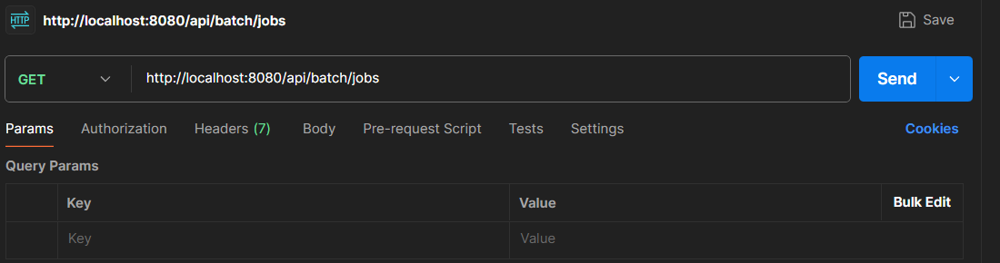 HTTP http://localhost:8080/api/batch/jobs Save
GET http://localhost:8080/api/batch/jobs Send
Params Authorization Headers (7) Body Pre-request Script Tests Settings Cookies
Query Params
Key Value Bulk Edit
Key Value